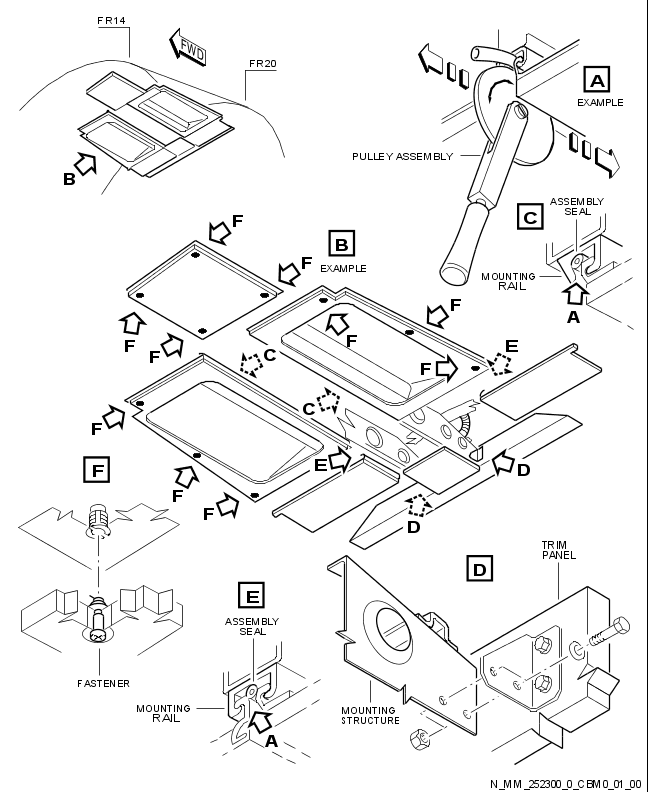 FR14
FWD
FR20
B
A
EXAMPLE
PULLEY ASSEMBLY
C
ASSEMBLY
SEAL
MOUNTING
RAIL
A
B
EXAMPLE
F
F
F
F
F
F
F
E
C
C
F
F
F
E
D
D
F
FASTENER
E
ASSEMBLY
SEAL
MOUNTING
RAIL
A
D
TRIM
PANEL
MOUNTING
STRUCTURE
N_MM_252300_0_CBM0_01_00